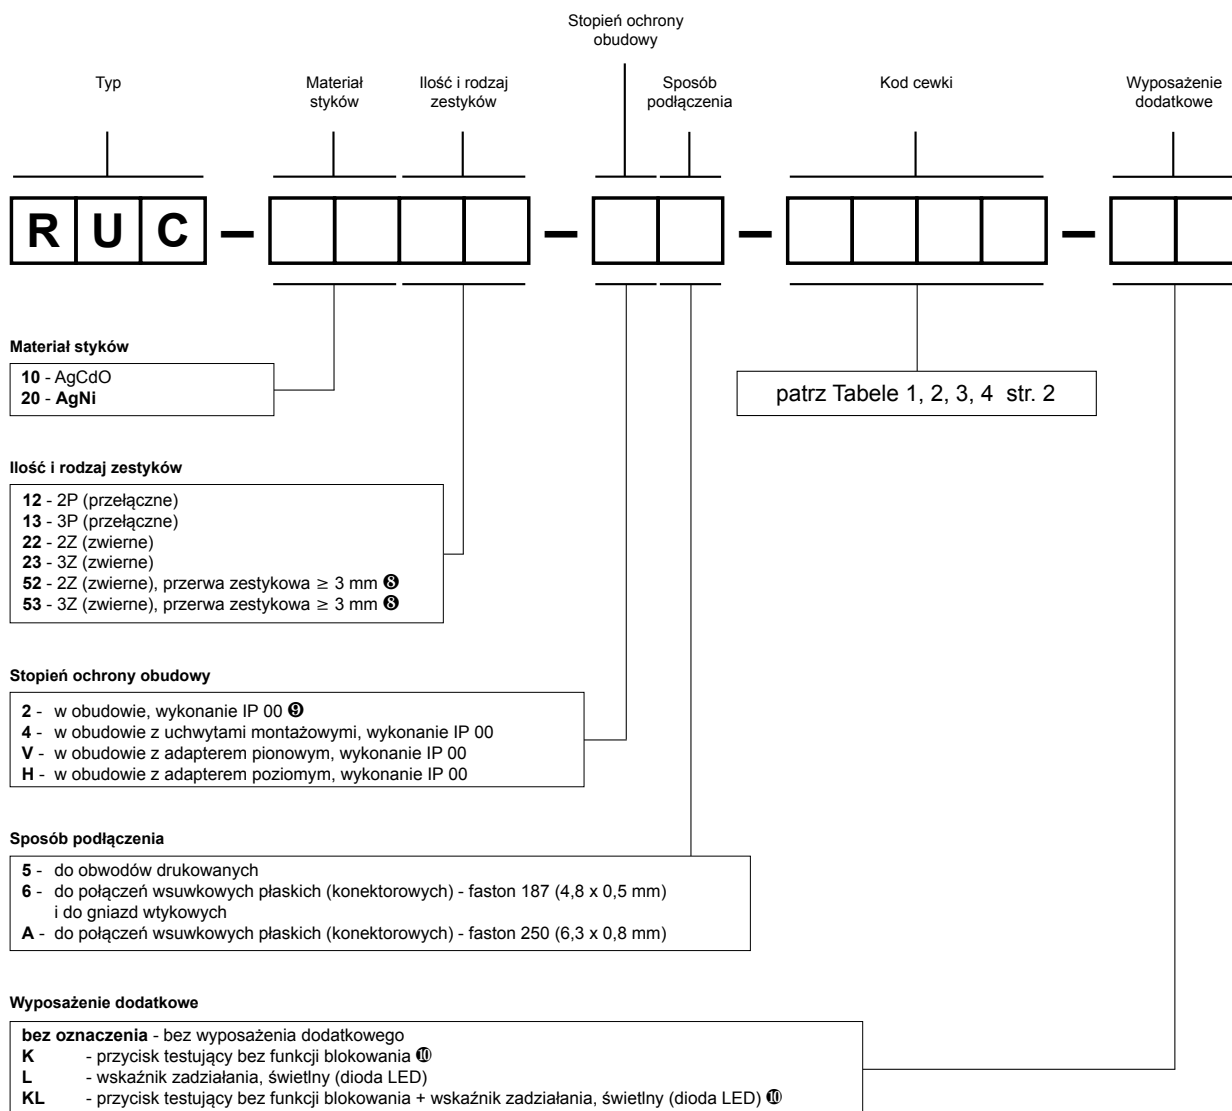 Stopień ochrony
obudowy
Typ
Materiał
styków
Ilość i rodzaj
zestyków
Sposób
podłączenia
Kod cewki
Wyposażenie
dodatkowe
R U C – – – –
Materiał styków
10 - AgCdO
20 - AgNi
patrz Tabele 1, 2, 3, 4 str. 2
Ilość i rodzaj zestyków
12 - 2P (przełączne)
13 - 3P (przełączne)
22 - 2Z (zwierne)
23 - 3Z (zwierne)
52 - 2Z (zwierne), przerwa zestykowa ≥ 3 mm ❽
53 - 3Z (zwierne), przerwa zestykowa ≥ 3 mm ❽
Stopień ochrony obudowy
2 - w obudowie, wykonanie IP 00 ❾
4 - w obudowie z uchwytami montażowymi, wykonanie IP 00
V - w obudowie z adapterem pionowym, wykonanie IP 00
H - w obudowie z adapterem poziomym, wykonanie IP 00
Sposób podłączenia
5 - do obwodów drukowanych
6 - do połączeń wsuwkowych płaskich (konektorowych) - faston 187 (4,8 x 0,5 mm)
i do gniazd wtykowych
A - do połączeń wsuwkowych płaskich (konektorowych) - faston 250 (6,3 x 0,8 mm)
Wyposażenie dodatkowe
bez oznaczenia - bez wyposażenia dodatkowego
K - przycisk testujący bez funkcji blokowania ❿
L - wskaźnik zadziałania, świetlny (dioda LED)
KL - przycisk testujący bez funkcji blokowania + wskaźnik zadziałania, świetlny (dioda LED) ❿